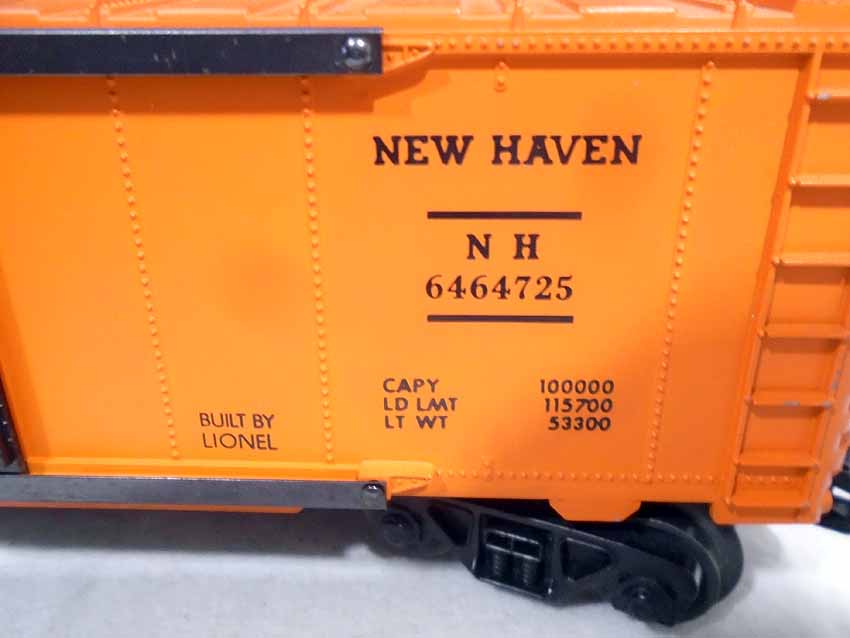 NEW HAVEN
N H
6464725
CAPY 100000
LD LMT 115700
LT WT 53300
BUILT BY
LIONEL